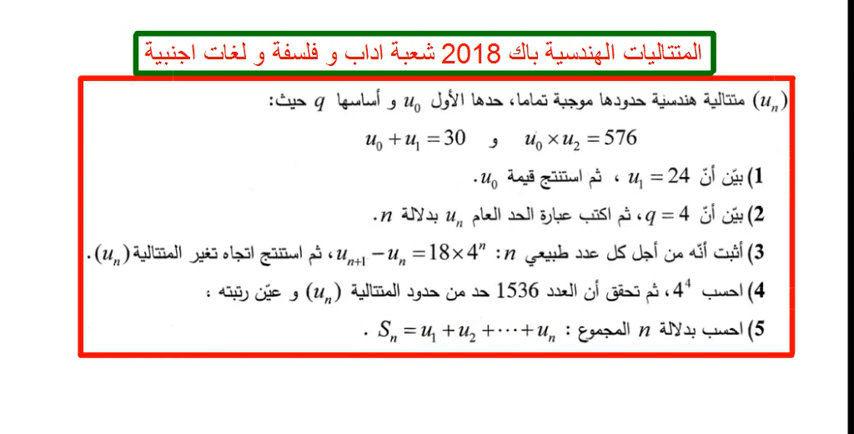 المتتاليات الهندسية باك 2018 شعبة اداب و فلسفة و لغات اجنبية
(uₙ) متتالية هندسية حدودها موجبة تماما، حدها الأول u₀ و أساسها q حيث:
u₀ + u₁ = 30 و u₀ × u₂ = 576
1) بيّن أنّ u₁ = 24 ، ثم استنتج قيمة u₀.
2) بيّن أنّ q = 4، ثم اكتب عبارة الحد العام uₙ بدلالة n.
3) أثبت أنّه من أجل كل عدد طبيعي n : uₙ₊₁ − uₙ = 18 × 4ⁿ، ثم استنتج اتجاه تغير المتتالية (uₙ).
4) احسب 4⁴، ثم تحقق أن العدد 1536 حد من حدود المتتالية (uₙ) و عيّن رتبته :
5) احسب بدلالة n المجموع : Sₙ = u₁ + u₂ + ⋯ + uₙ .